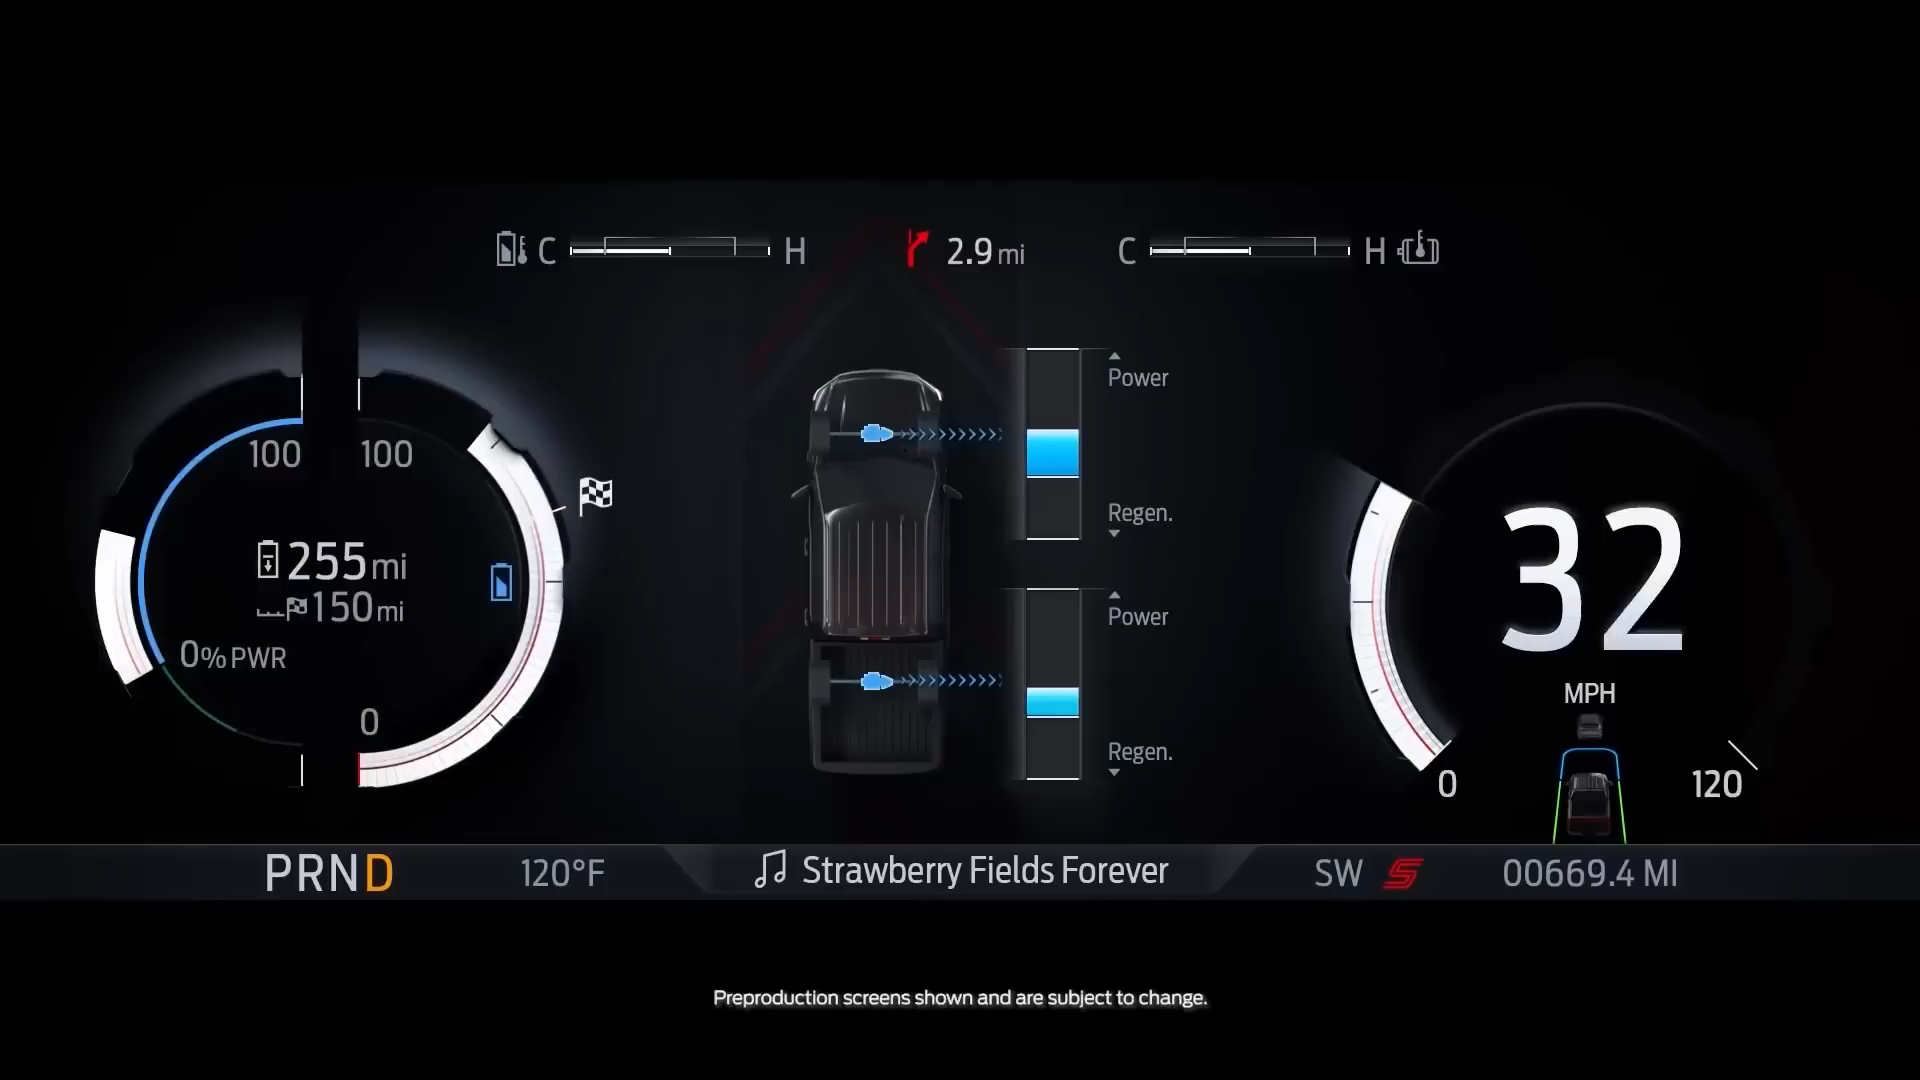 C H
2.9 mi
C H
Power
100 100
Regen.
255 mi
150 mi
0% PWR
0
Power
Regen.
32
MPH
0 120
PRND
120°F
Strawberry Fields Forever
SW S
00669.4 MI
Preproduction screens shown and are subject to change.